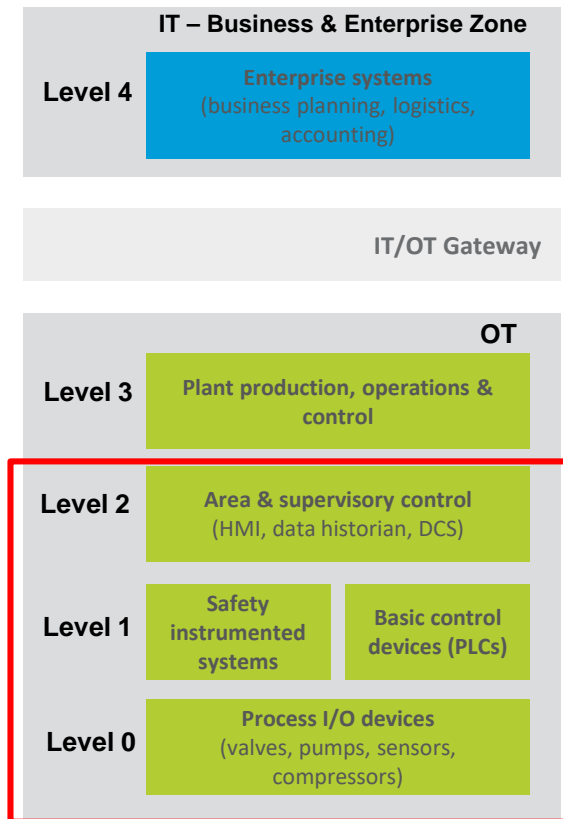 IT – Business & Enterprise Zone
Level 4
Enterprise systems
(business planning, logistics,
accounting)
IT/OT Gateway
OT
Level 3
Plant production, operations &
control
Level 2
Area & supervisory control
(HMI, data historian, DCS)
Level 1
Safety
instrumented
systems
Basic control
devices (PLCs)
Level 0
Process I/O devices
(valves, pumps, sensors,
compressors)